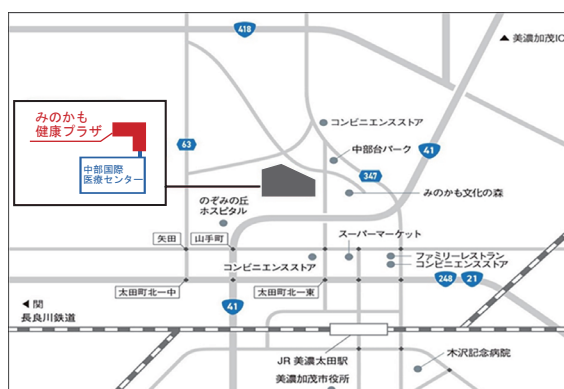 418
▲ 美濃加茂IC
みのかも
健康プラザ
中部国際
医療センター
コンビニエンスストア
中部台パーク
41
63
347
みのかも文化の森
のぞみの丘
ホスピタル
矢田
山手町
スーパーマーケット
コンビニエンスストア
ファミリーレストラン
コンビニエンスストア
太田町北一中
太田町北一東
248
21
◀ 関
長良川鉄道
41
JR 美濃太田駅
木沢記念病院
美濃加茂市役所